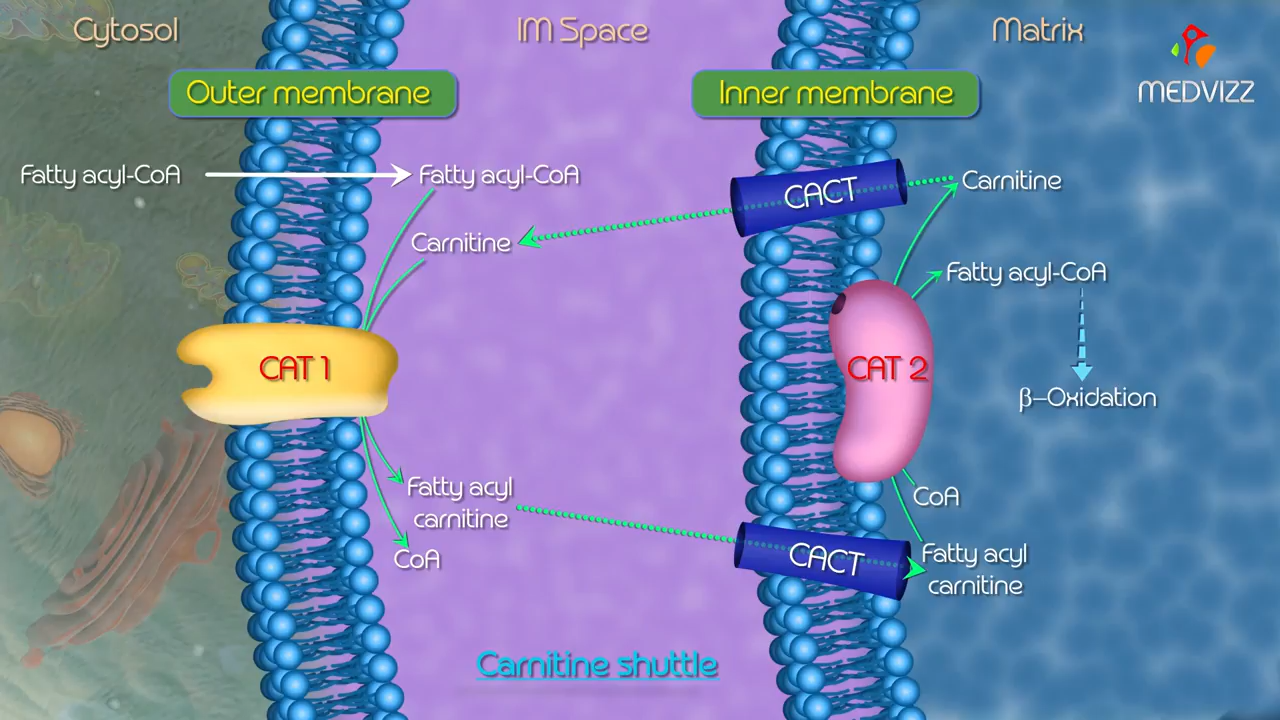 Cytosol
IM Space
Matrix
MEDVIZZ
Outer membrane
Inner membrane
Fatty acyl-CoA
Fatty acyl-CoA
CACT
Carnitine
Carnitine
Fatty acyl-CoA
CAT 1
CAT 2
β–Oxidation
Fatty acyl
carnitine
CoA
CoA
CACT
Fatty acyl
carnitine
Carnitine shuttle